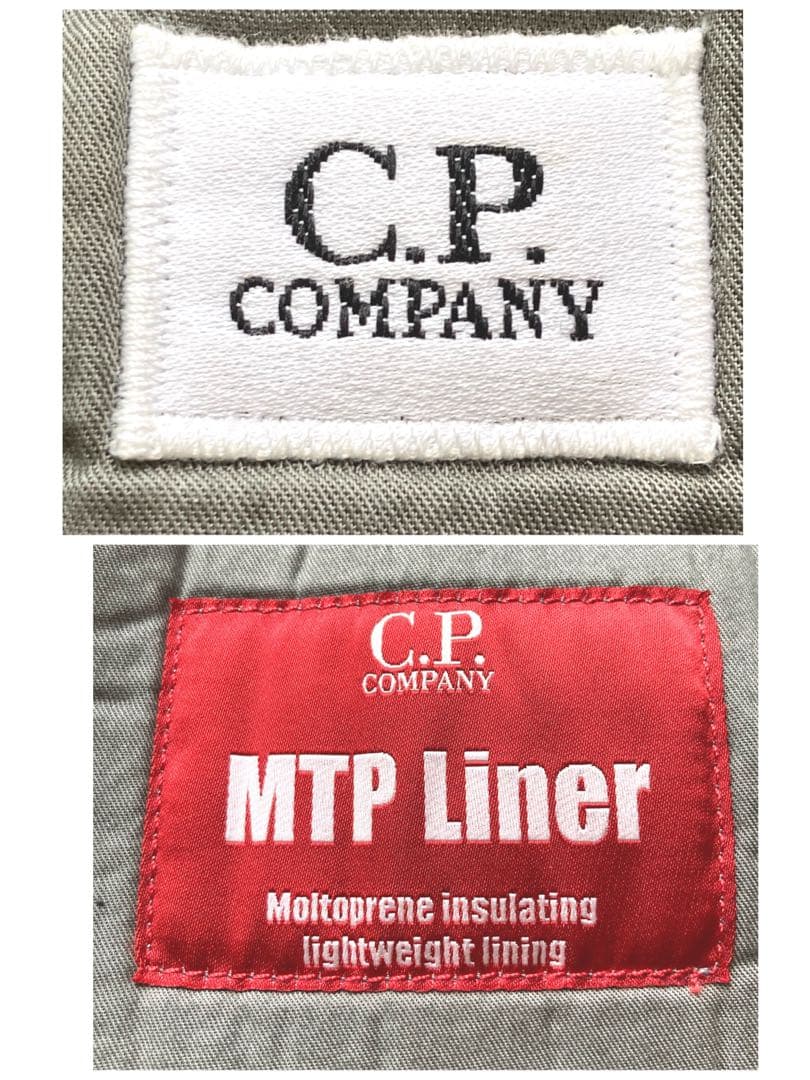 C.P.
COMPANY
C.P.
COMPANY
MTP Liner
Moltoprene insulating
lightweight lining